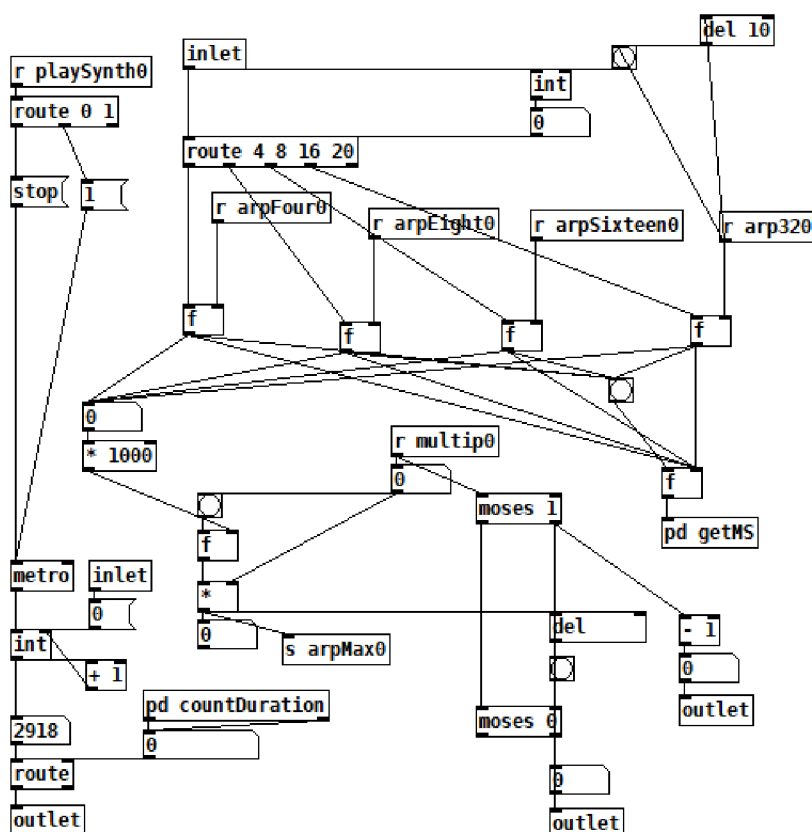 del 10
inlet
r playSynth0
int
route 0 1
0
route 4 8 16 20
stop
1
r arpFour0
r arpEight0
r arpSixteen0
r arp320
f
f
f
f
0
r multip0
* 1000
0
f
moses 1
f
pd getMS
metro
inlet
*
0
- 1
int
0
s arpMax0
del
+ 1
0
pd countDuration
outlet
2918
0
moses 0
route
0
outlet
outlet